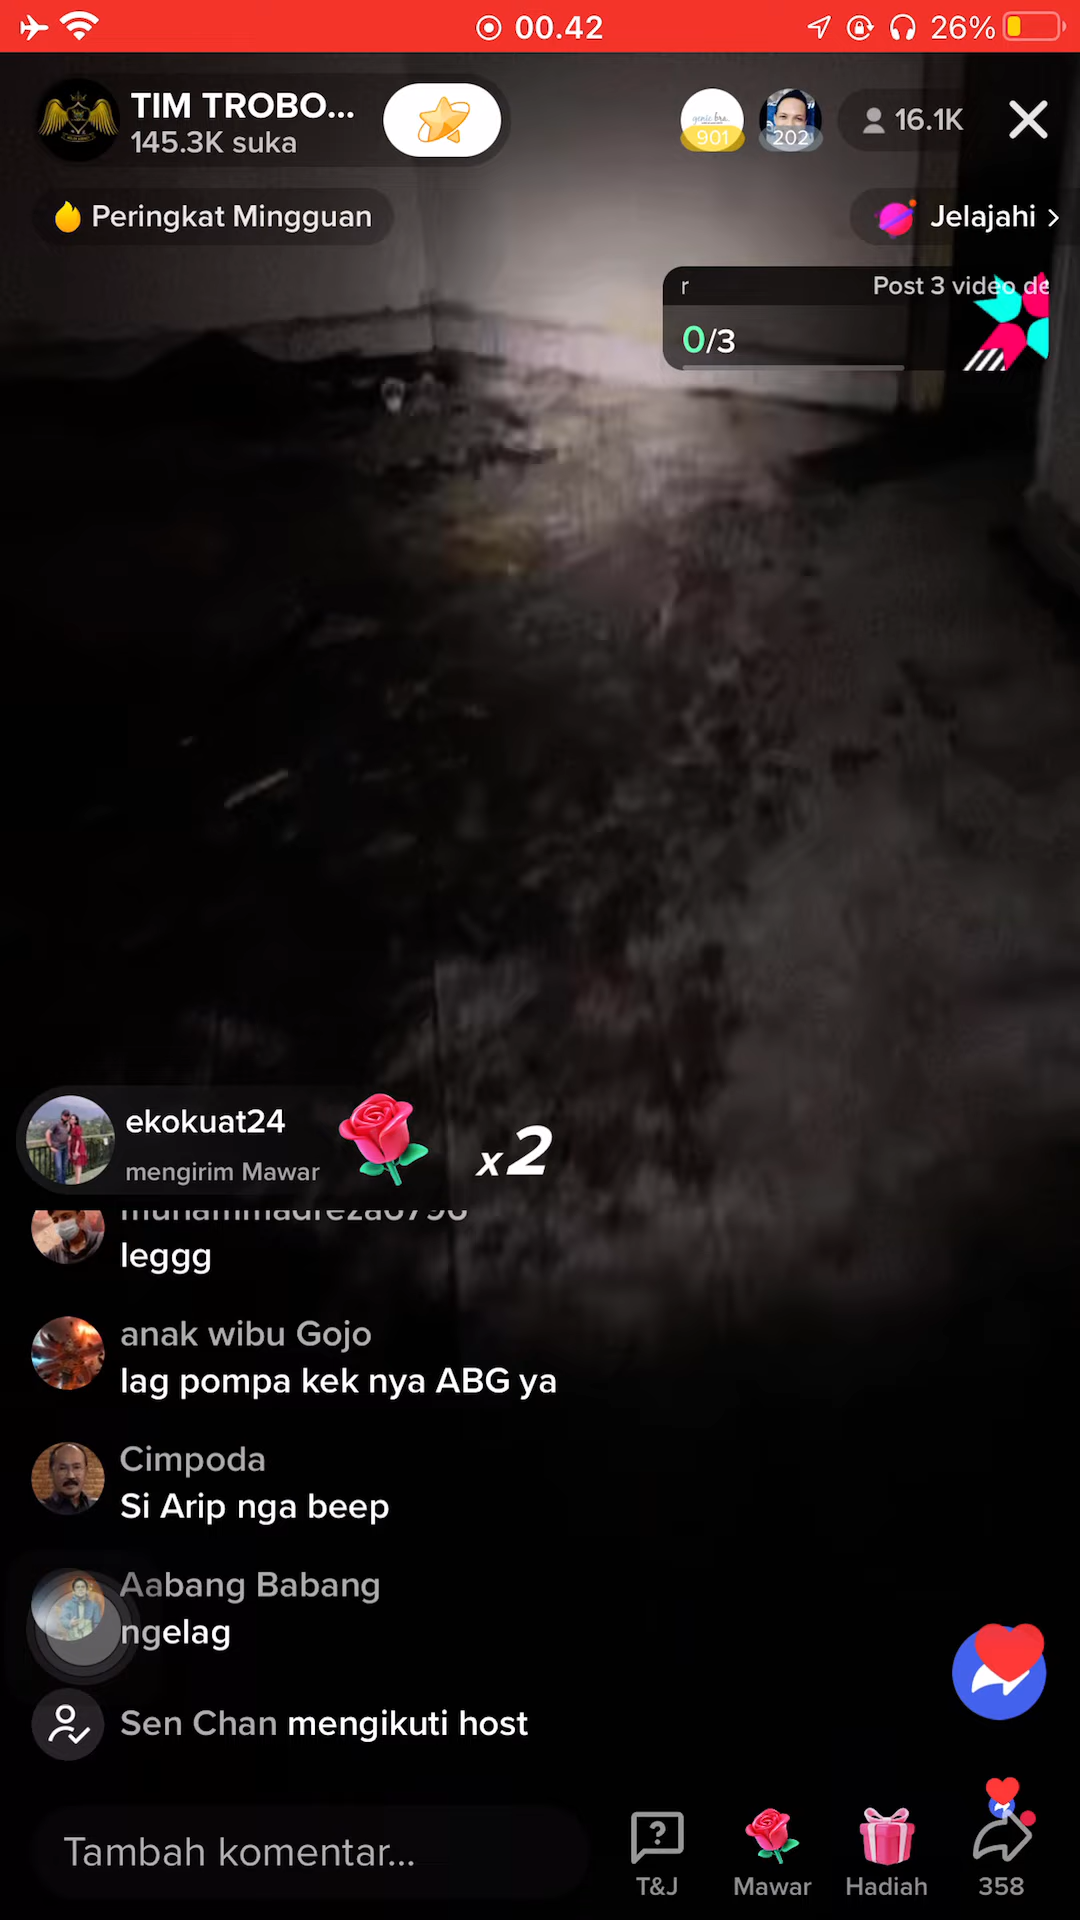 00.42
26%
TIM TROBO...
145.3K suka
901
202
16.1K
Peringkat Mingguan
Jelajahi >
r Post 3 video de
0/3
ekokuat24
mengirim Mawar
x2
leggg
anak wibu Gojo
lag pompa kek nya ABG ya
Cimpoda
Si Arip nga beep
Aabang Babang
ngelag
Sen Chan mengikuti host
Tambah komentar...
T&J
Mawar
Hadiah
358